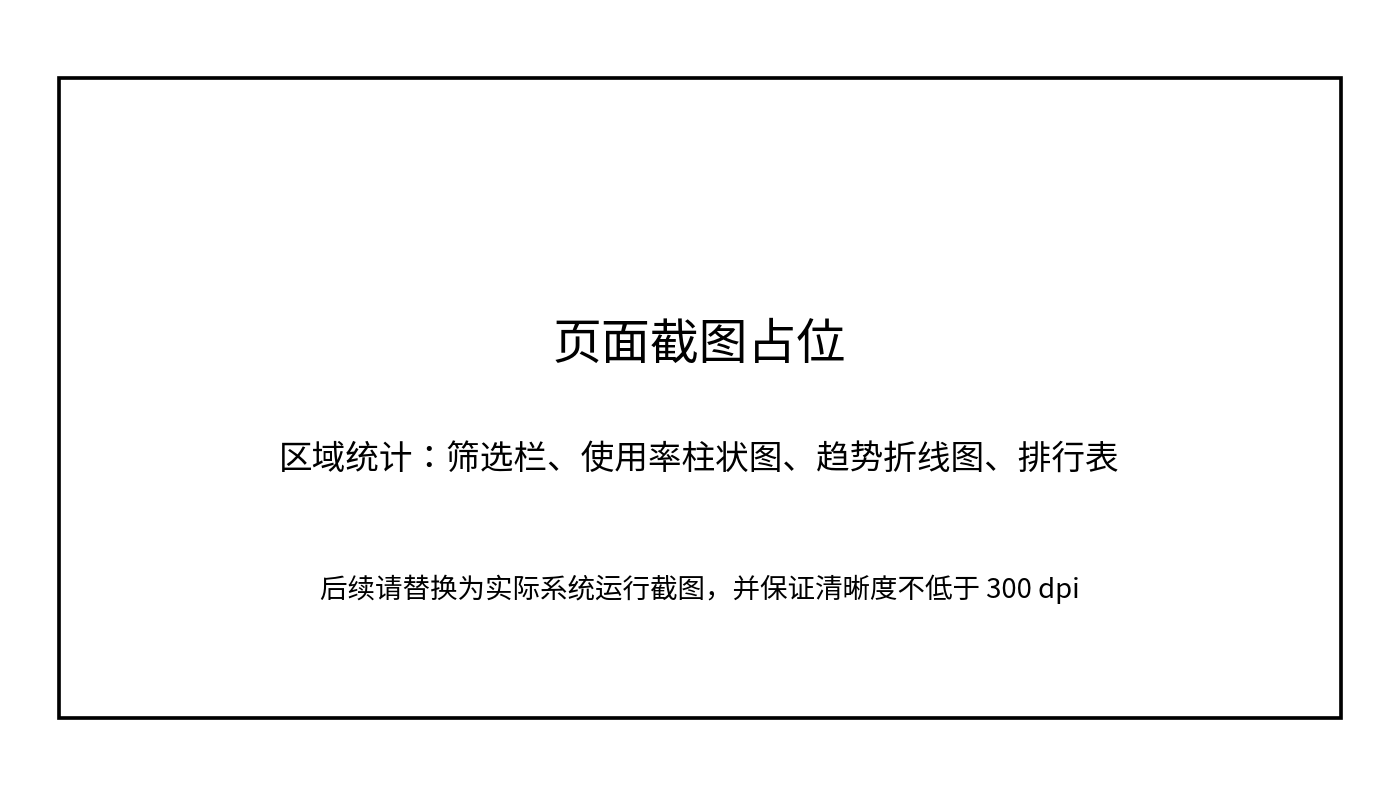 页面截图占位
区域统计：筛选栏、使用率柱状图、趋势折线图、排行表
后续请替换为实际系统运行截图，并保证清晰度不低于 300 dpi